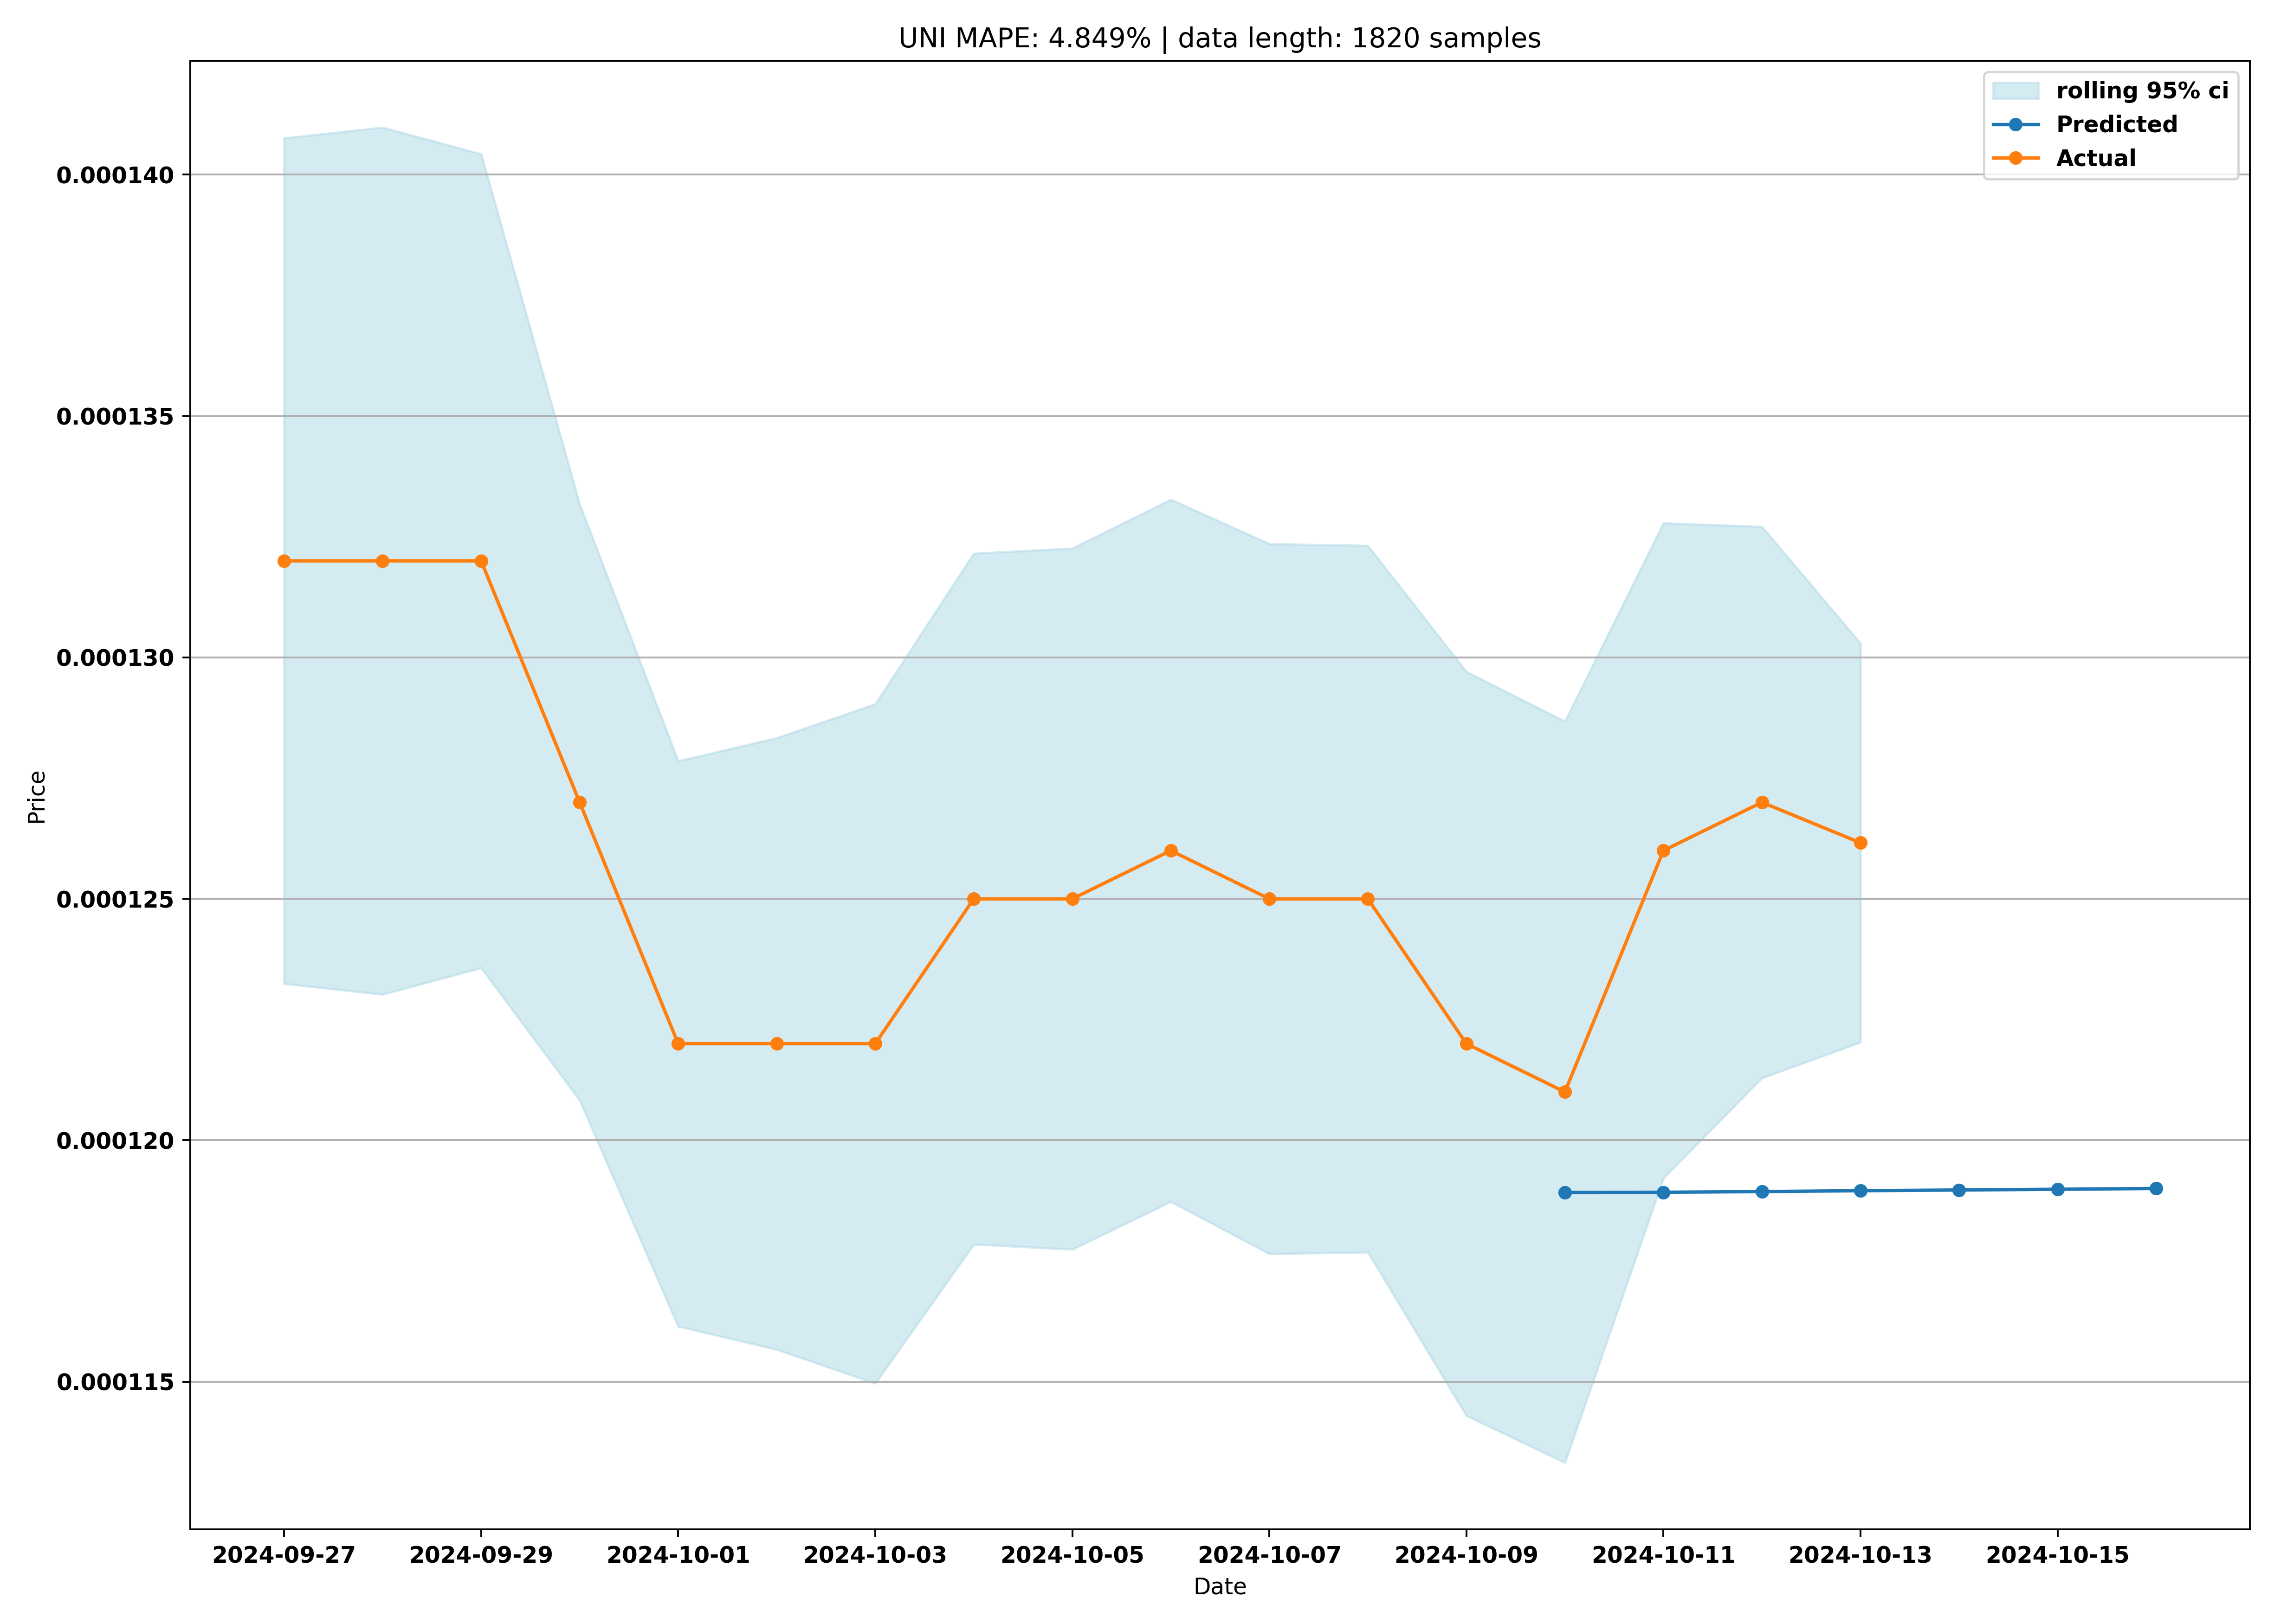 UNI MAPE: 4.849% | data length: 1820 samples
rolling 95% ci
Predicted
Actual
0.000140
0.000135
0.000130
0.000125
0.000120
0.000115
Price
2024-09-27 2024-09-29 2024-10-01 2024-10-03 2024-10-05 2024-10-07 2024-10-09 2024-10-11 2024-10-13 2024-10-15
Date